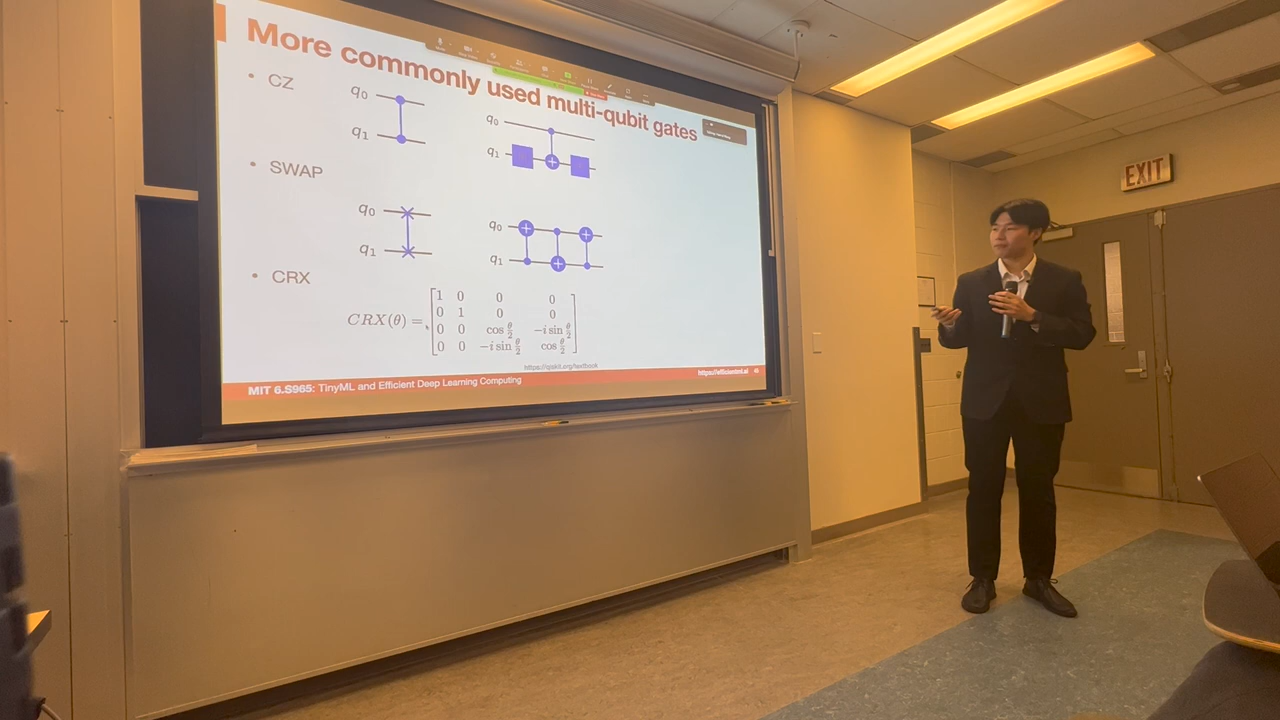 More commonly used multi-qubit gates
• CZ
q₀
q₁
q₀
q₁
• SWAP
q₀
q₁
q₀
q₁
• CRX
CRX(θ) =
1 0 0 0
0 1 0 0
0 0 cos θ/2 −i sin θ/2
0 0 −i sin θ/2 cos θ/2
https://qiskit.org/textbook
MIT 6.S965: TinyML and Efficient Deep Learning Computing
https://efficientml.ai
EXIT